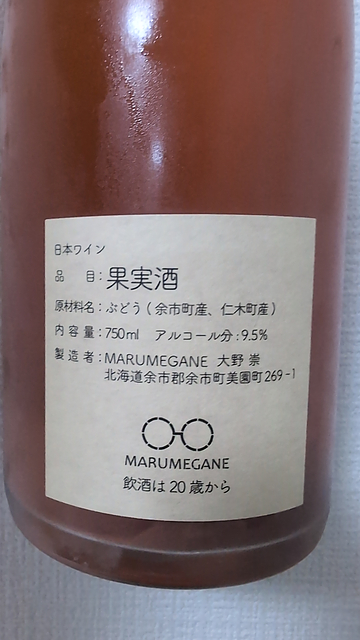 日本ワイン
品 目：果実酒
原材料名：ぶどう（余市町産、仁木町産）
内容量：750ml アルコール分：9.5%
製造者：MARUMEGANE 大野 崇
北海道余市郡余市町美園町269-1
MARUMEGANE
飲酒は20歳から